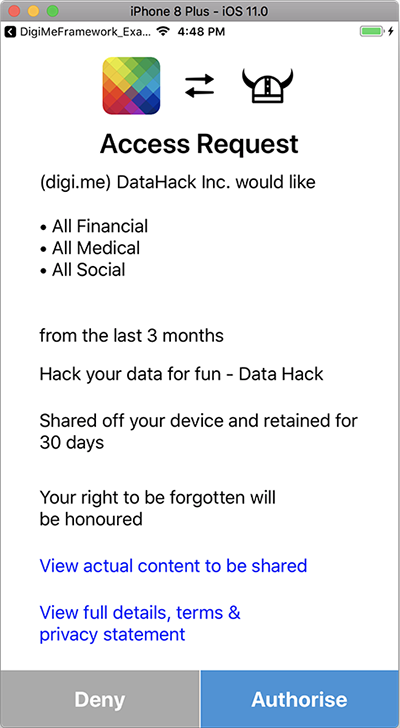 iPhone 8 Plus - iOS 11.0
DigiMeFramework_Exa... 4:48 PM
Access Request
(digi.me) DataHack Inc. would like
• All Financial
• All Medical
• All Social
from the last 3 months
Hack your data for fun - Data Hack
Shared off your device and retained for
30 days
Your right to be forgotten will
be honoured
View actual content to be shared
View full details, terms &
privacy statement
Deny Authorise